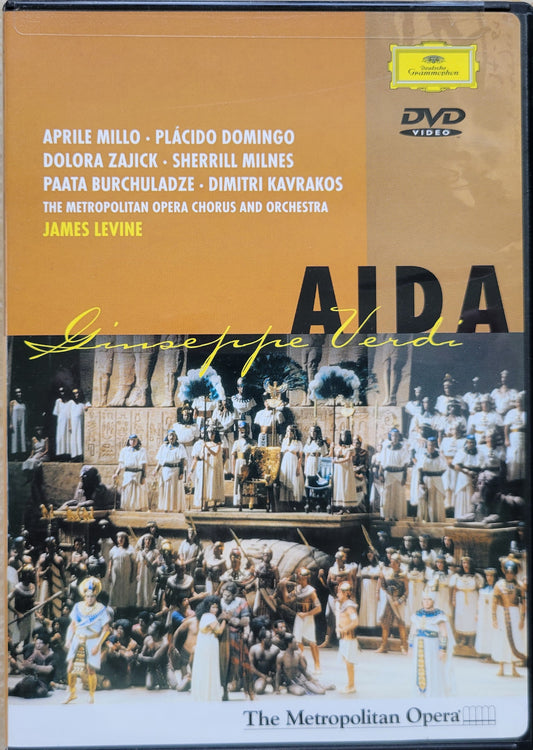 Deutsche
Grammophon
DVD
VIDEO
APRILE MILLO · PLÁCIDO DOMINGO
DOLORA ZAJICK · SHERRILL MILNES
PAATA BURCHULADZE · DIMITRI KAVRAKOS
THE METROPOLITAN OPERA CHORUS AND ORCHESTRA
JAMES LEVINE
AIDA
Giuseppe Verdi
The Metropolitan Opera